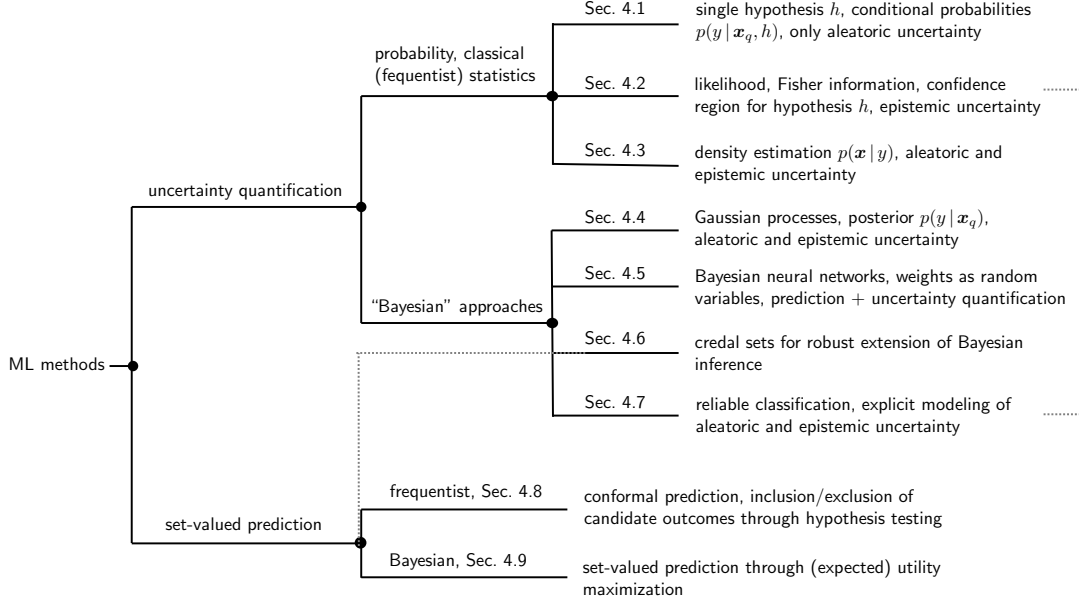 Sec. 4.1
single hypothesis h, conditional probabilities
p(y | x_q, h), only aleatoric uncertainty
probability, classical
(fequentist) statistics
Sec. 4.2
likelihood, Fisher information, confidence
region for hypothesis h, epistemic uncertainty
Sec. 4.3
density estimation p(x | y), aleatoric and
epistemic uncertainty
uncertainty quantification
Sec. 4.4
Gaussian processes, posterior p(y | x_q),
aleatoric and epistemic uncertainty
Sec. 4.5
Bayesian neural networks, weights as random
variables, prediction + uncertainty quantification
“Bayesian” approaches
Sec. 4.6
credal sets for robust extension of Bayesian
inference
ML methods
Sec. 4.7
reliable classification, explicit modeling of
aleatoric and epistemic uncertainty
frequentist, Sec. 4.8
conformal prediction, inclusion/exclusion of
candidate outcomes through hypothesis testing
set-valued prediction
Bayesian, Sec. 4.9
set-valued prediction through (expected) utility
maximization